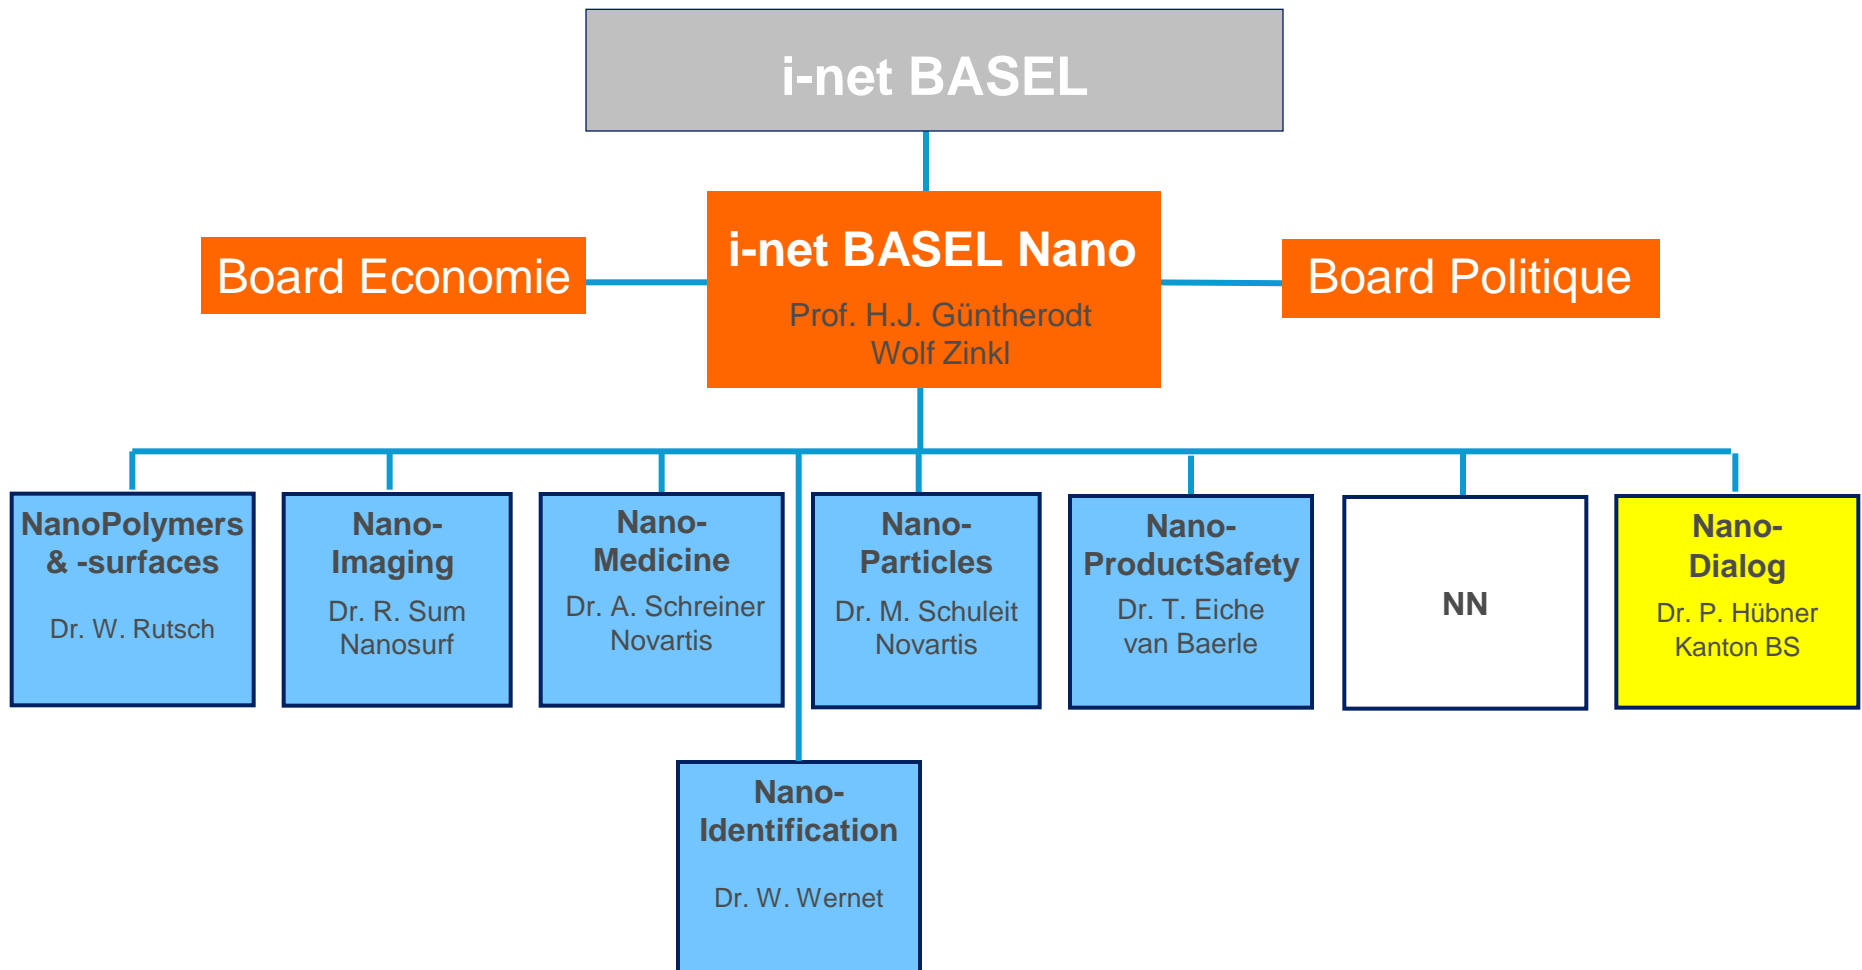 i-net BASEL
i-net BASEL Nano
Prof. H.J. Güntherodt
Wolf Zinkl
Board Economie
Board Politique
NanoPolymers
& -surfaces
Dr. W. Rutsch
Nano-
Imaging
Dr. R. Sum
Nanosurf
Nano-
Medicine
Dr. A. Schreiner
Novartis
Nano-
Particles
Dr. M. Schuleit
Novartis
Nano-
ProductSafety
Dr. T. Eiche
van Baerle
NN
Nano-
Dialog
Dr. P. Hübner
Kanton BS
Nano-
Identification
Dr. W. Wernet